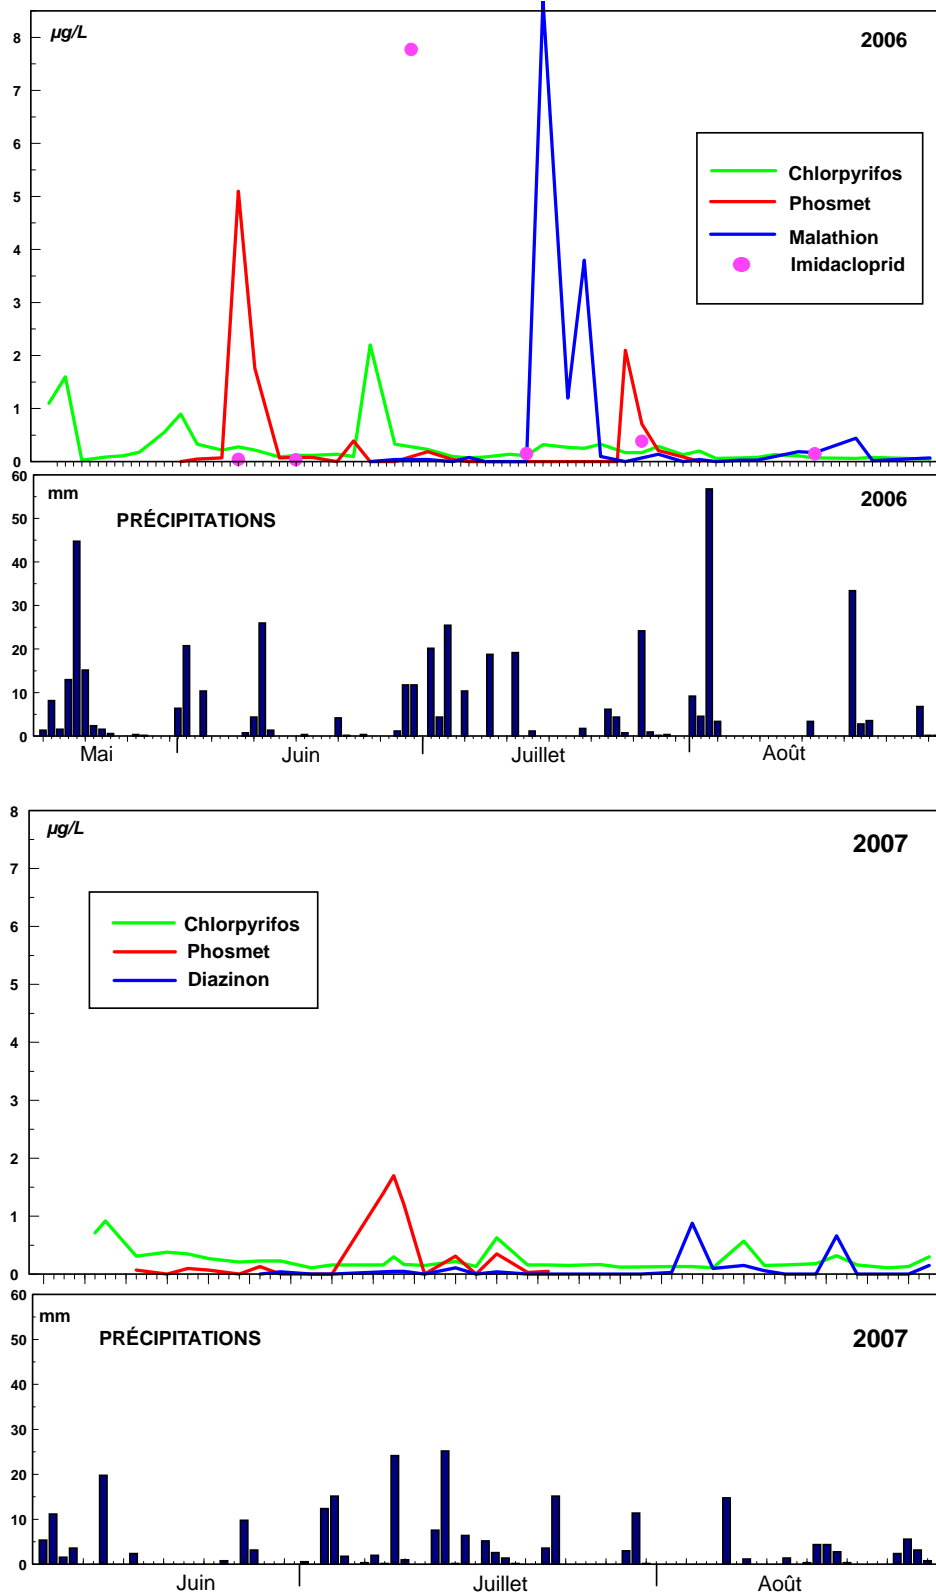 µg/L
2006
8
7
6
5
4
3
2
1
0
Chlorpyrifos
Phosmet
Malathion
Imidacloprid
60
50
40
30
20
10
0
mm
PRÉCIPITATIONS
2006
Mai
Juin
Juillet
Août
µg/L
2007
8
7
6
5
4
3
2
1
0
Chlorpyrifos
Phosmet
Diazinon
60
50
40
30
20
10
0
mm
PRÉCIPITATIONS
2007
Juin
Juillet
Août